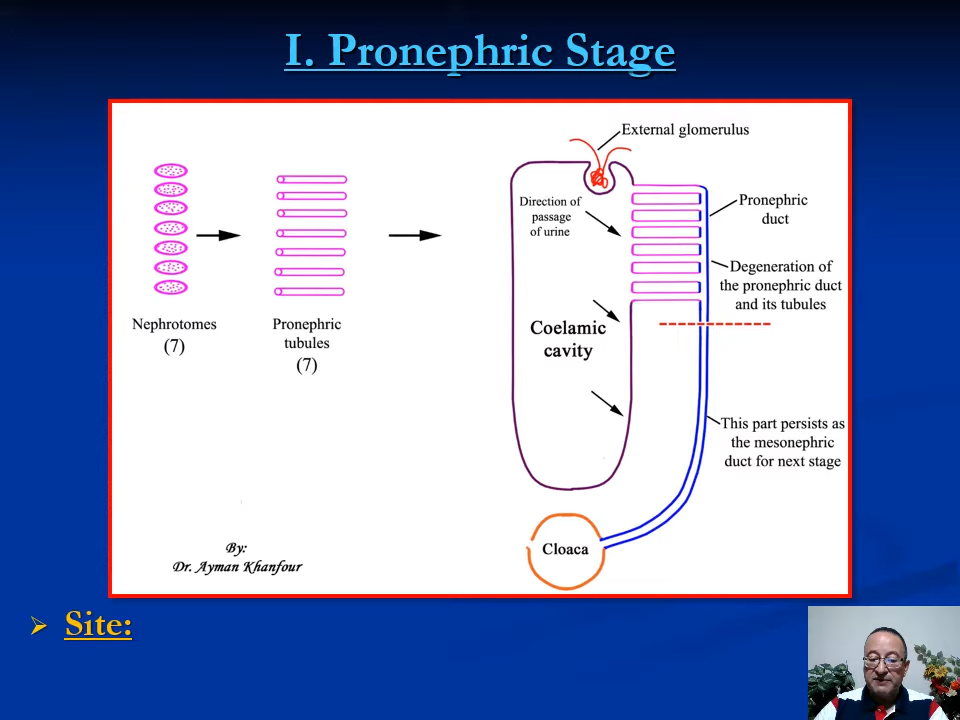 I. Pronephric Stage
External glomerulus
Direction of
passage
of urine
Pronephric
duct
Degeneration of
the pronephric duct
and its tubules
Nephrotomes
(7)
Pronephric
tubules
(7)
Coelamic
cavity
This part persists as
the mesonephric
duct for next stage
Cloaca
By:
Dr. Ayman Khanfour
Site: